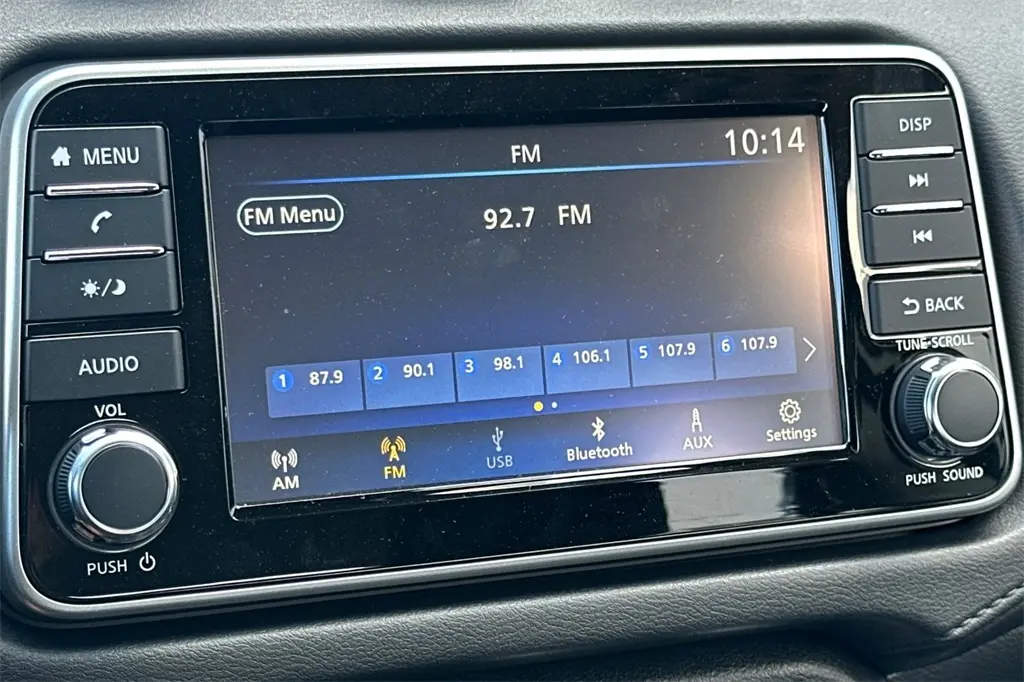 MENU
AUDIO
VOL
PUSH
FM
10:14
FM Menu
92.7 FM
1 87.9
2 90.1
3 98.1
4 106.1
5 107.9
6 107.9
AM
FM
USB
Bluetooth
AUX
Settings
DISP
BACK
TUNE·SCROLL
PUSH SOUND